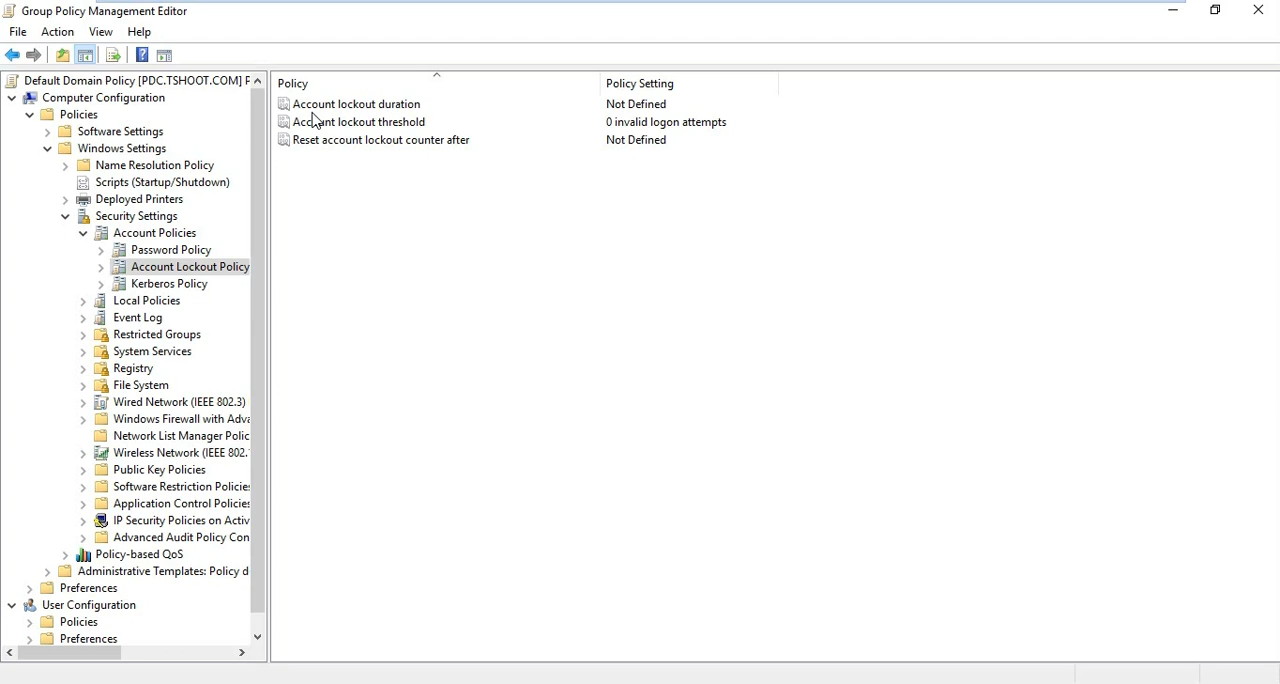 Group Policy Management Editor
File Action View Help
Default Domain Policy [PDC.TSHOOT.COM] F
Computer Configuration
Policies
Software Settings
Windows Settings
Name Resolution Policy
Scripts (Startup/Shutdown)
Deployed Printers
Security Settings
Account Policies
Password Policy
Account Lockout Policy
Kerberos Policy
Local Policies
Event Log
Restricted Groups
System Services
Registry
File System
Wired Network (IEEE 802.3)
Windows Firewall with Adva
Network List Manager Polic
Wireless Network (IEEE 802.
Public Key Policies
Software Restriction Policie
Application Control Policie
IP Security Policies on Activ
Advanced Audit Policy Con
Policy-based QoS
Administrative Templates: Policy d
Preferences
User Configuration
Policies
Preferences
Policy Policy Setting
Account lockout duration Not Defined
Account lockout threshold 0 invalid logon attempts
Reset account lockout counter after Not Defined